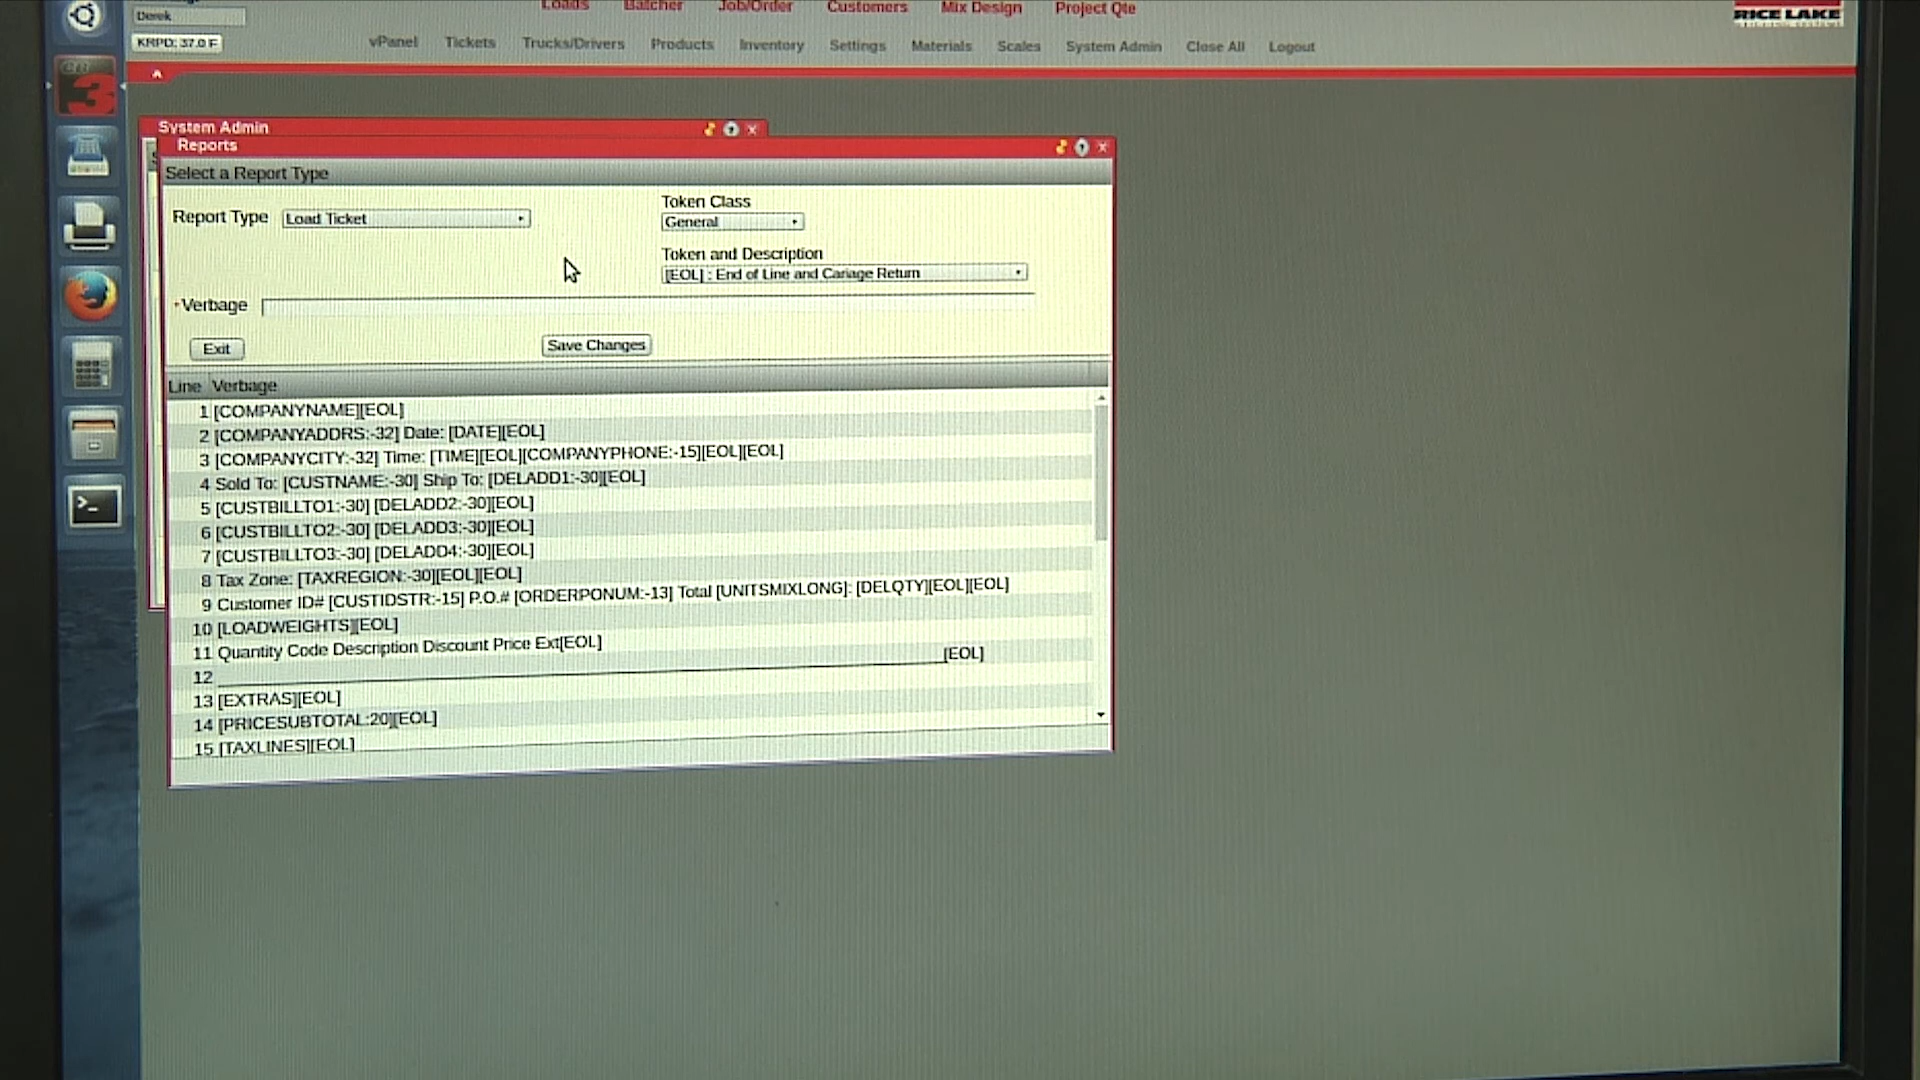 Loads Batcher Job/Order Customers Mix Design Project Qte
RICE LAKE
Derek
KRPD: 37.0 F
vPanel Tickets Trucks/Drivers Products Inventory Settings Materials Scales System Admin Close All Logout
A
3
System Admin
Reports
Select a Report Type
Report Type Load Ticket
Token Class
General
Token and Description
[EOL] : End of Line and Cariage Return
*Verbage
Exit Save Changes
Line Verbage
1 [COMPANYNAME][EOL]
2 [COMPANYADDRS:-32] Date: [DATE][EOL]
3 [COMPANYCITY:-32] Time: [TIME][EOL][COMPANYPHONE:-15][EOL][EOL]
4 Sold To: [CUSTNAME:-30] Ship To: [DELADD1:-30][EOL]
5 [CUSTBILLTO1:-30] [DELADD2:-30][EOL]
6 [CUSTBILLTO2:-30] [DELADD3:-30][EOL]
7 [CUSTBILLTO3:-30] [DELADD4:-30][EOL]
8 Tax Zone: [TAXREGION:-30][EOL][EOL]
9 Customer ID# [CUSTIDSTR:-15] P.O.# [ORDERPONUM:-13] Total [UNITSMIXLONG]: [DELQTY][EOL][EOL]
10 [LOADWEIGHTS][EOL]
11 Quantity Code Description Discount Price Ext[EOL]
12 [EOL]
13 [EXTRAS][EOL]
14 [PRICESUBTOTAL:20][EOL]
15 [TAXLINES][EOL]